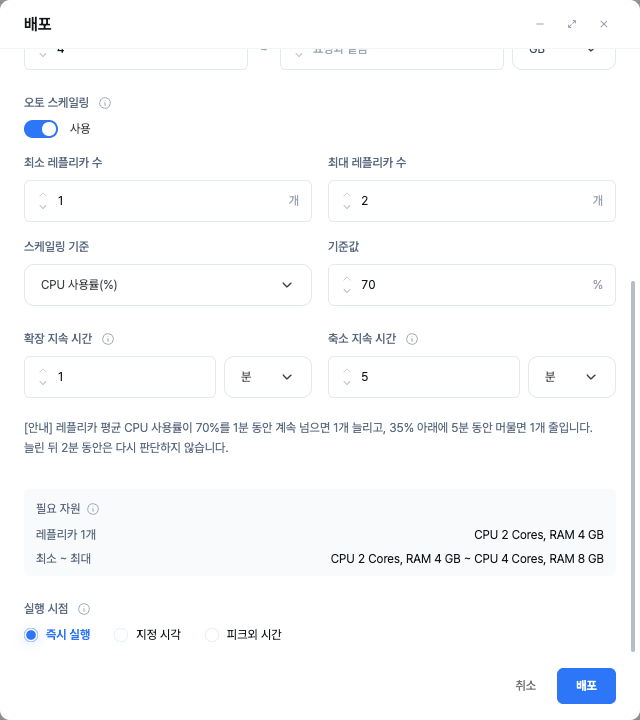 배포
4
~
요청과 같음
GB
오토 스케일링
사용
최소 레플리카 수
최대 레플리카 수
1 개
2 개
스케일링 기준
기준값
CPU 사용률(%)
70 %
확장 지속 시간
축소 지속 시간
1 분
5 분
[안내] 레플리카 평균 CPU 사용률이 70%를 1분 동안 계속 넘으면 1개 늘리고, 35% 아래에 5분 동안 머물면 1개 줄입니다.
늘린 뒤 2분 동안은 다시 판단하지 않습니다.
필요 자원
레플리카 1개 CPU 2 Cores, RAM 4 GB
최소 ~ 최대 CPU 2 Cores, RAM 4 GB ~ CPU 4 Cores, RAM 8 GB
실행 시점
즉시 실행 지정 시각 피크외 시간
취소 배포